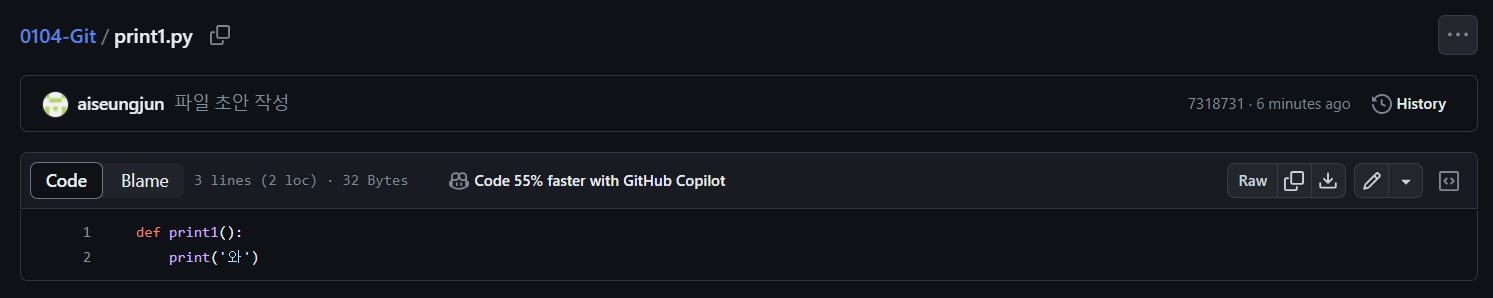 0104-Git / print1.py
aiseungjun 파일 초안 작성 7318731 · 6 minutes ago History
Code Blame 3 lines (2 loc) · 32 Bytes Code 55% faster with GitHub Copilot Raw
1 def print1():
2 print('와')